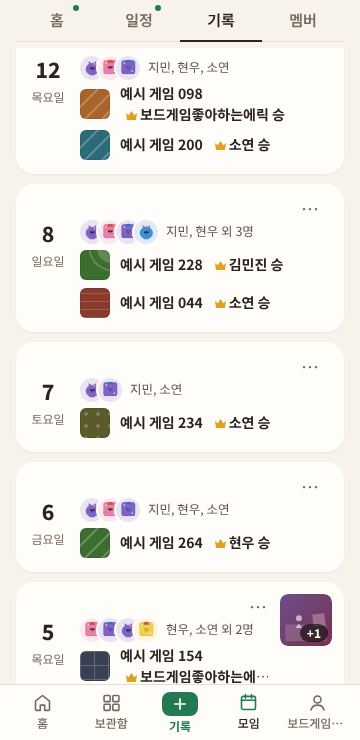 홈 일정 기록 멤버
12 지민, 현우, 소연
목요일
예시 게임 098
보드게임좋아하는에릭 승
예시 게임 200 소연 승
…
8 지민, 현우 외 3명
일요일
예시 게임 228 김민진 승
예시 게임 044 소연 승
…
7 지민, 소연
토요일
예시 게임 234 소연 승
…
6 지민, 현우, 소연
금요일
예시 게임 264 현우 승
…
5 현우, 소연 외 2명
+1
목요일
예시 게임 154
보드게임좋아하는에…
홈 보관함 기록 모임 보드게임…